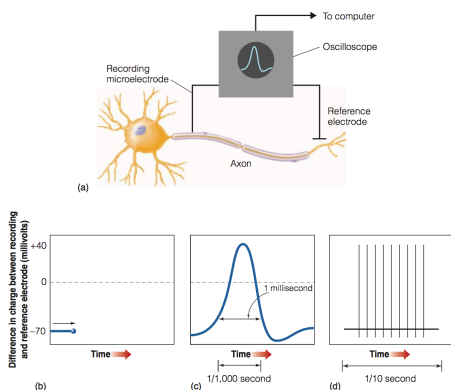 To computer
Oscilloscope
Recording
microelectrode
Reference
electrode
Axon
(a)
Difference in charge between recording
and reference electrode (millivolts)
+40
0
–70
1 millisecond
Time
Time
Time
1/1,000 second
1/10 second
(b)
(c)
(d)